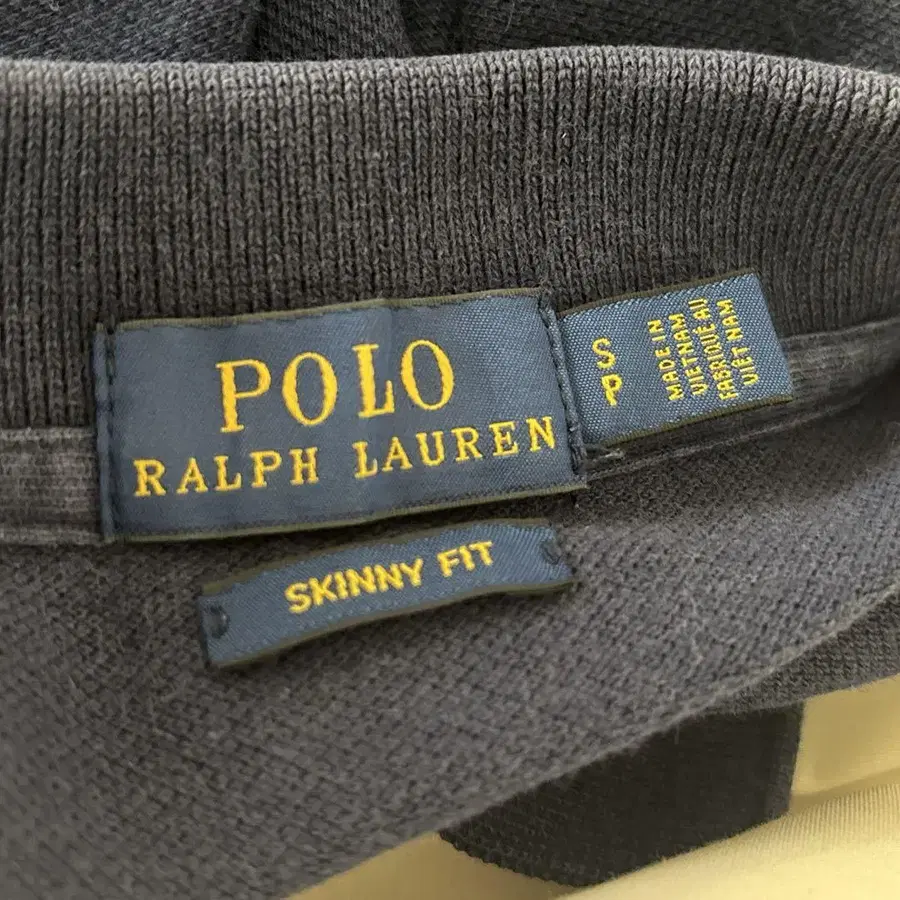 POLO
RALPH LAUREN
S
P
MADE IN
VIETNAM
FABRIQUÉ AU
VIÊT NAM
SKINNY FIT